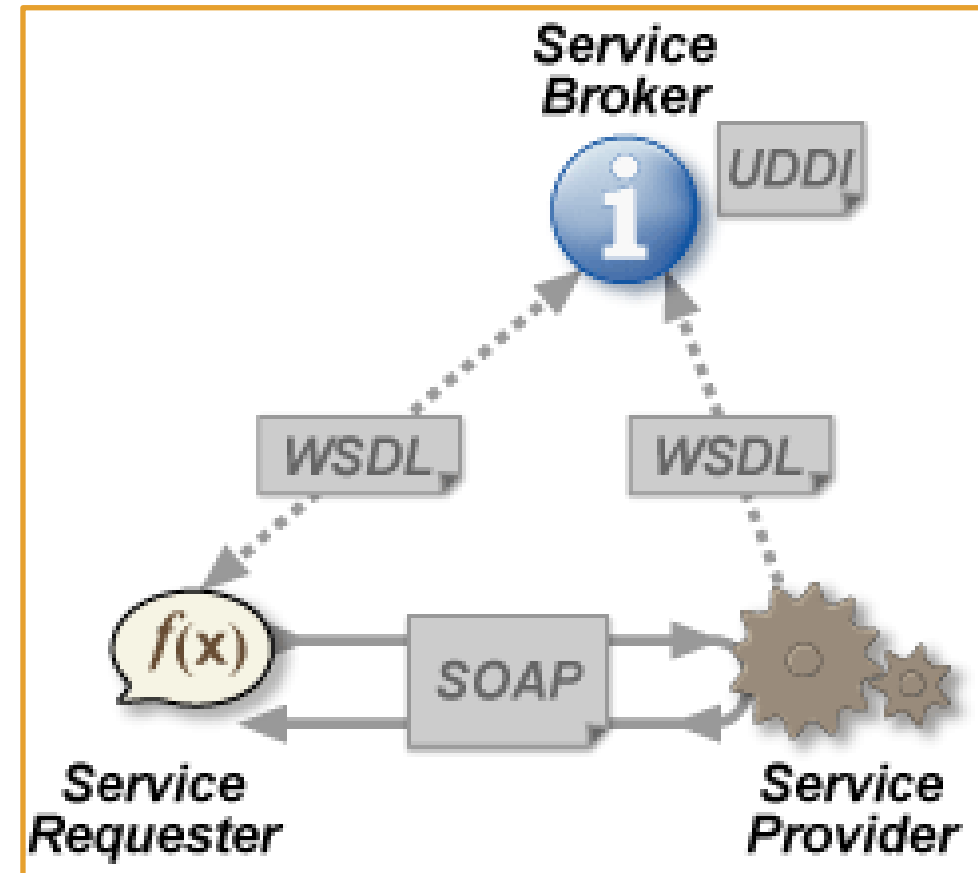 Service
Broker
UDDI
i
WSDL
WSDL
f(x)
SOAP
Service
Requester
Service
Provider